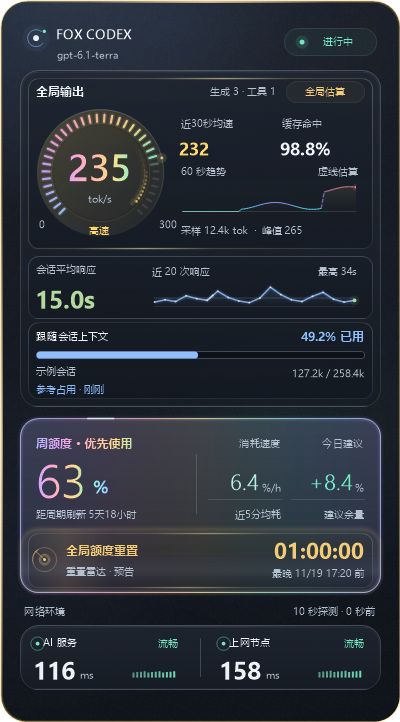 FOX CODEX
gpt-6.1-terra
进行中
全局输出
生成 3 · 工具 1
全局估算
235
tok/s
0
高速
300
近30秒均速
缓存命中
232
98.8%
60 秒趋势
虚线估算
采样 12.4k tok · 峰值 265
会话平均响应
近 20 次响应
最高 34s
15.0s
跟随会话上下文
49.2% 已用
示例会话
127.2k / 258.4k
参考占用 · 刚刚
周额度 · 优先使用
消耗速度
今日建议
63 %
6.4 %/h
+8.4 %
距周期刷新 5天18小时
近5分均耗
建议余量
全局额度重置
01:00:00
重置雷达 · 预告
最晚 11/19 17:20 前
网络环境
10 秒探测 · 0 秒前
AI 服务
流畅
上网节点
流畅
116 ms
158 ms